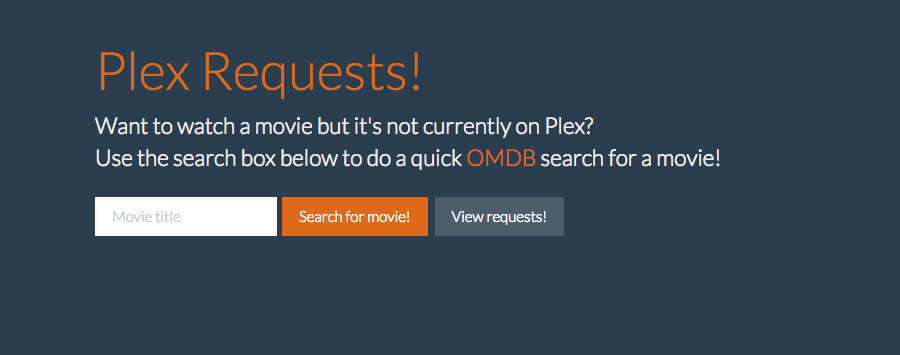 Plex Requests!
Want to watch a movie but it's not currently on Plex?
Use the search box below to do a quick OMDB search for a movie!
Movie title Search for movie! View requests!